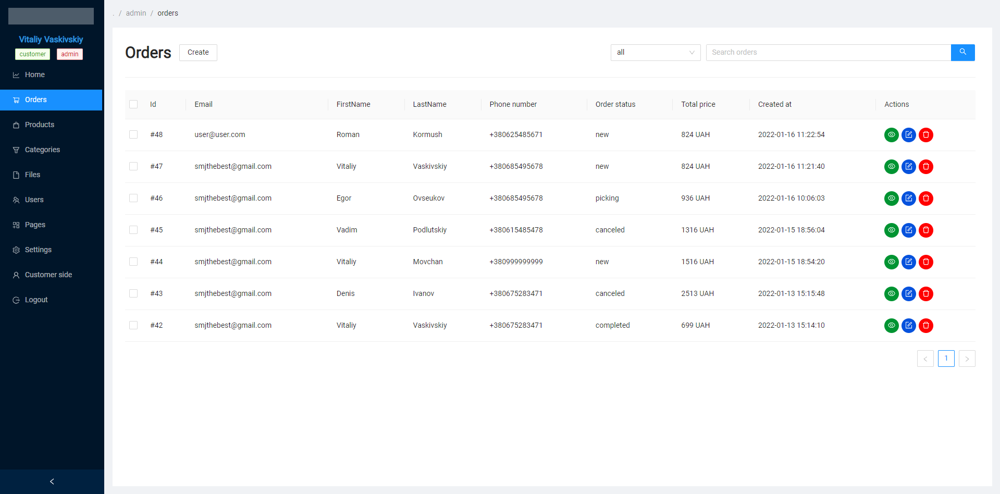 . / admin / orders
Vitaliy Vaskivskiy
customer admin
Home
Orders
Products
Categories
Files
Users
Pages
Settings
Customer side
Logout
Orders Create all Search orders
Id Email FirstName LastName Phone number Order status Total price Created at Actions
#48 user@user.com Roman Kormush +380625485671 new 824 UAH 2022-01-16 11:22:54
#47 smjthebest@gmail.com Vitaliy Vaskivskiy +380685495678 new 824 UAH 2022-01-16 11:21:40
#46 smjthebest@gmail.com Egor Ovseukov +380685495678 picking 936 UAH 2022-01-16 10:06:03
#45 smjthebest@gmail.com Vadim Podlutskiy +380615485478 canceled 1316 UAH 2022-01-15 18:56:04
#44 smjthebest@gmail.com Vitaliy Movchan +380999999999 new 1516 UAH 2022-01-15 18:54:20
#43 smjthebest@gmail.com Denis Ivanov +380675283471 canceled 2513 UAH 2022-01-13 15:15:48
#42 smjthebest@gmail.com Vitaliy Vaskivskiy +380675283471 completed 699 UAH 2022-01-13 15:14:10
1